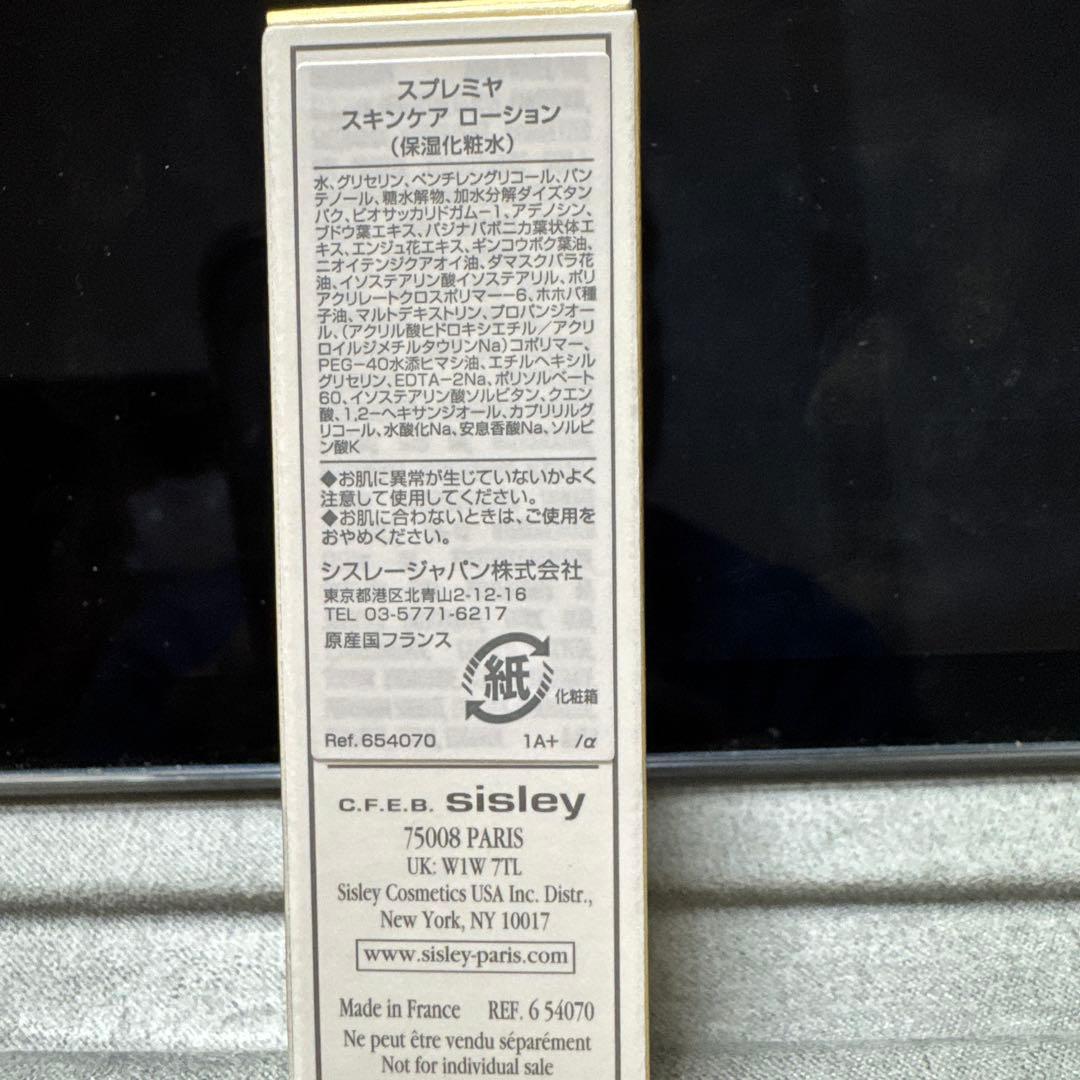 スプレミヤ
スキンケア ローション
(保湿化粧水)
水、グリセリン、ペンチレングリコール、パン
テノール、糖水解物、加水分解ダイズタン
パク、ビオサッカリドガム-1、アデノシン、
ブドウ葉エキス、パジナパボニカ葉状体エ
キス、エンジュ花エキス、ギンコウボク葉油、
ニオイテンジクアオイ油、ダマスクバラ花
油、イソステアリン酸イソステアリル、ポリ
アクリレートクロスポリマー-6、ホホバ種
子油、マルトデキストリン、プロパンジオー
ル、(アクリル酸ヒドロキシエチル/アクリ
ロイルジメチルタウリンNa)コポリマー、
PEG-40水添ヒマシ油、エチルヘキシル
グリセリン、EDTA-2Na、ポリソルベート
60、イソステアリン酸ソルビタン、クエン
酸、1,2-ヘキサンジオール、カプリリルグ
リコール、水酸化Na、安息香酸Na、ソルビ
ン酸K
◆お肌に異常が生じていないかよく
注意して使用してください。
◆お肌に合わないときは、ご使用を
おやめください。
シスレージャパン株式会社
東京都港区北青山2-12-16
TEL 03-5771-6217
原産国フランス
紙
化粧箱
Ref. 654070 1A+ /α
C.F.E.B. sisley
75008 PARIS
UK: W1W 7TL
Sisley Cosmetics USA Inc. Distr.,
New York, NY 10017
www.sisley-paris.com
Made in France REF. 6 54070
Ne peut être vendu séparément
Not for individual sale